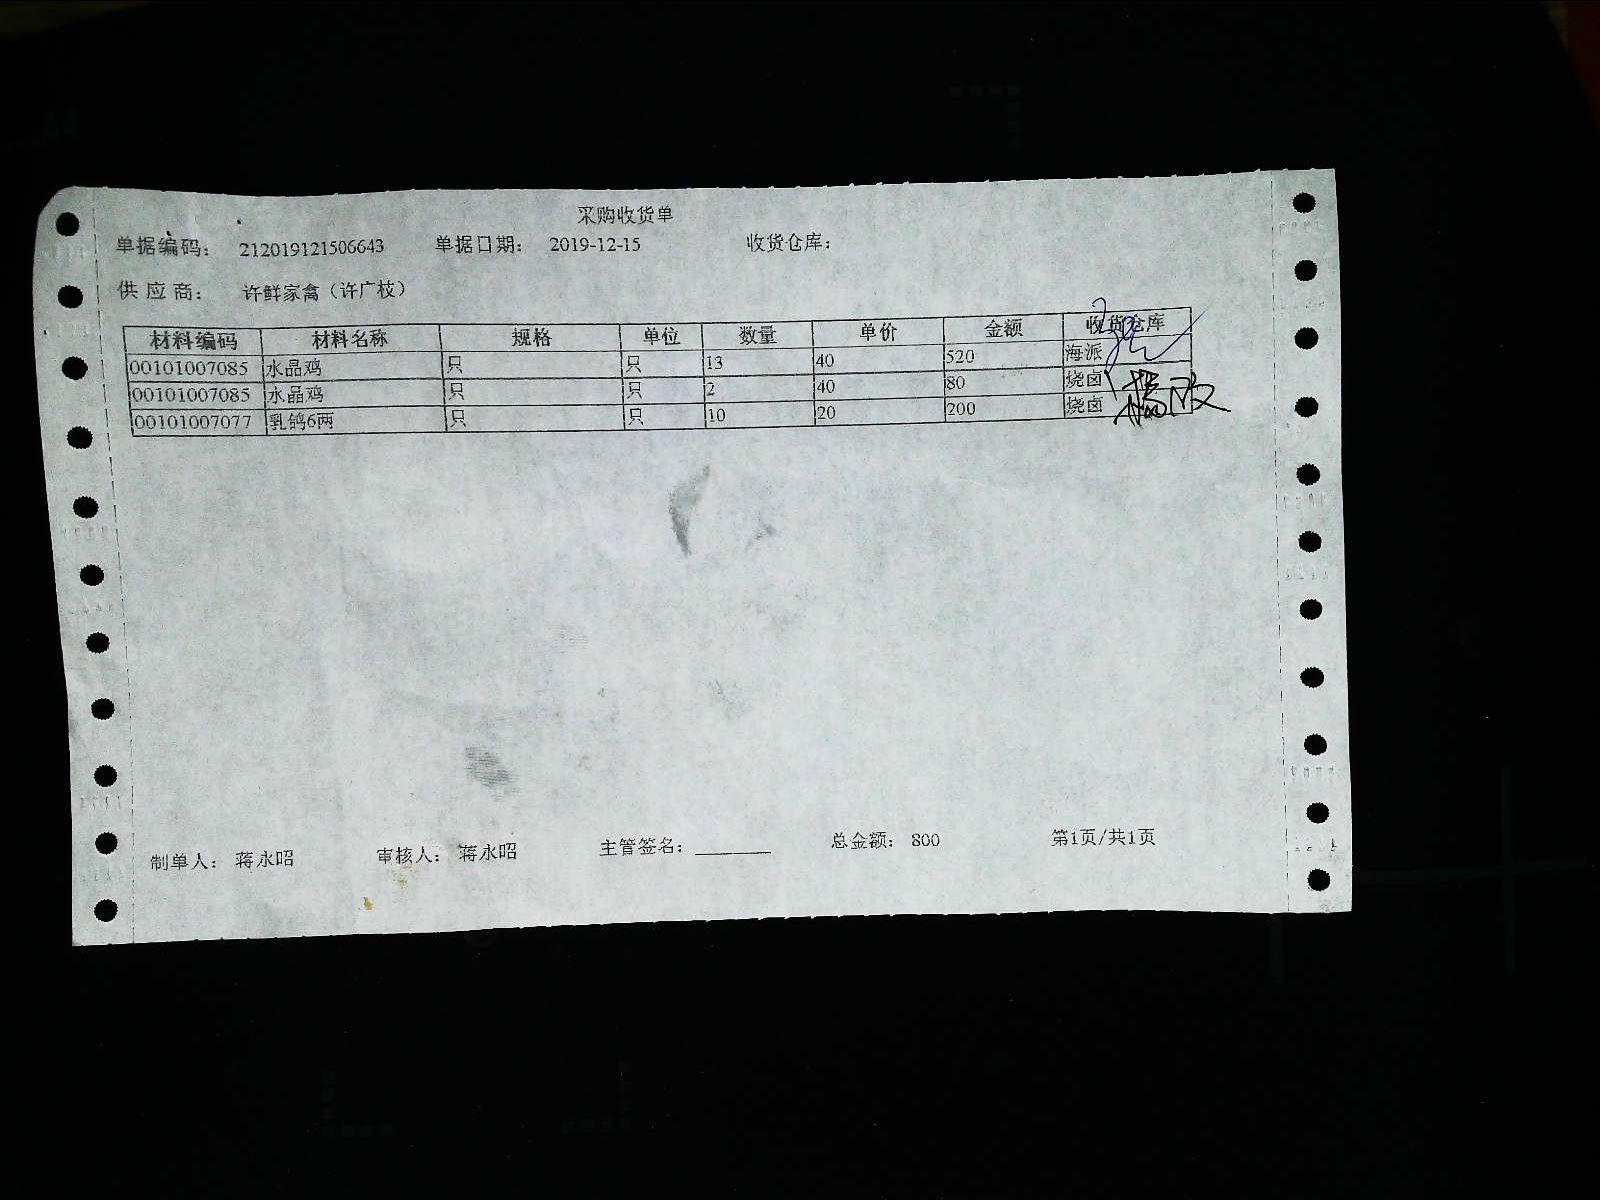 采购收货单
单据编码： 212019121506643 单据日期： 2019-12-15 收货仓库：
供应商： 许鲜家禽（许广枝）
材料编码 材料名称 规格 单位 数量 单价 金额 收货仓库
00101007085 水晶鸡 只 只 13 40 520 海派
00101007085 水晶鸡 只 只 2 40 80 烧卤
00101007077 乳鸽6两 只 只 10 20 200 烧卤
制单人： 蒋永昭 审核人： 蒋永昭 主管签名：_______ 总金额： 800 第1页/共1页